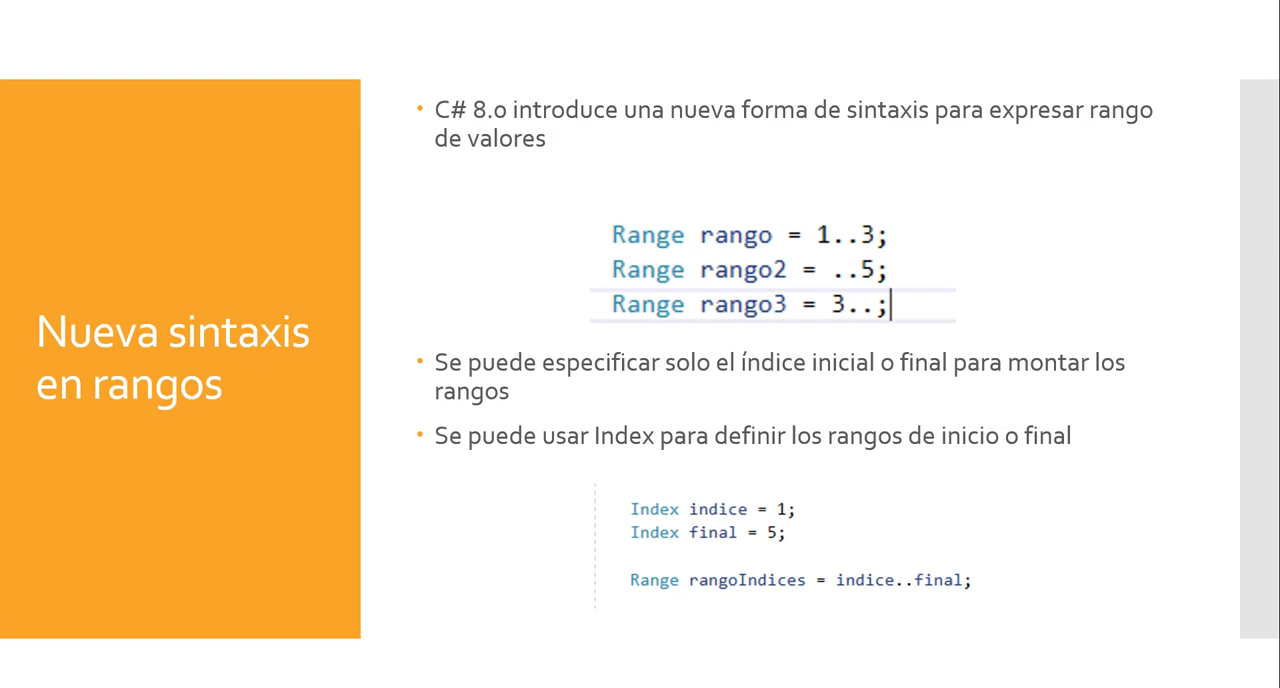 Nueva sintaxis
en rangos
• C# 8.0 introduce una nueva forma de sintaxis para expresar rango
de valores
Range rango = 1..3;
Range rango2 = ..5;
Range rango3 = 3..;
• Se puede especificar solo el índice inicial o final para montar los
rangos
• Se puede usar Index para definir los rangos de inicio o final
Index indice = 1;
Index final = 5;
Range rangoIndices = indice..final;